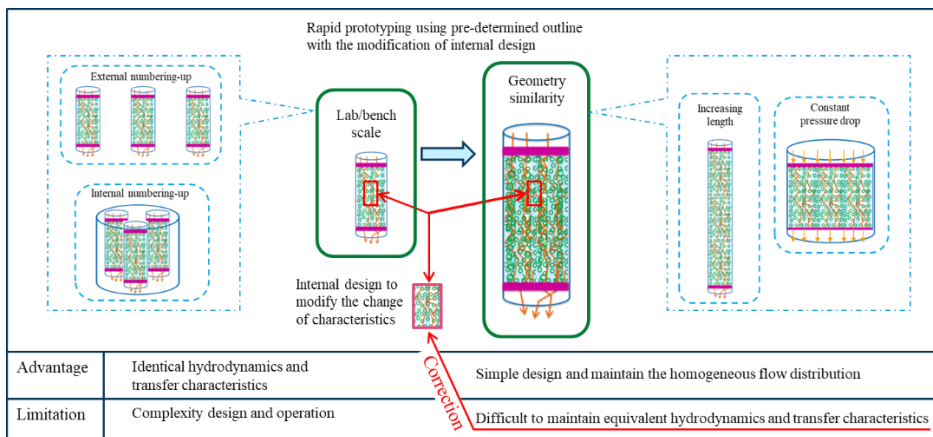 Rapid prototyping using pre-determined outline
with the modification of internal design
External numbering-up
Internal numbering-up
Lab/bench
scale
Geometry
similarity
Increasing
length
Constant
pressure drop
Internal design to
modify the change
of characteristics
Correction
Advantage
Identical hydrodynamics and
transfer characteristics
Simple design and maintain the homogeneous flow distribution
Limitation
Complexity design and operation
Difficult to maintain equivalent hydrodynamics and transfer characteristics